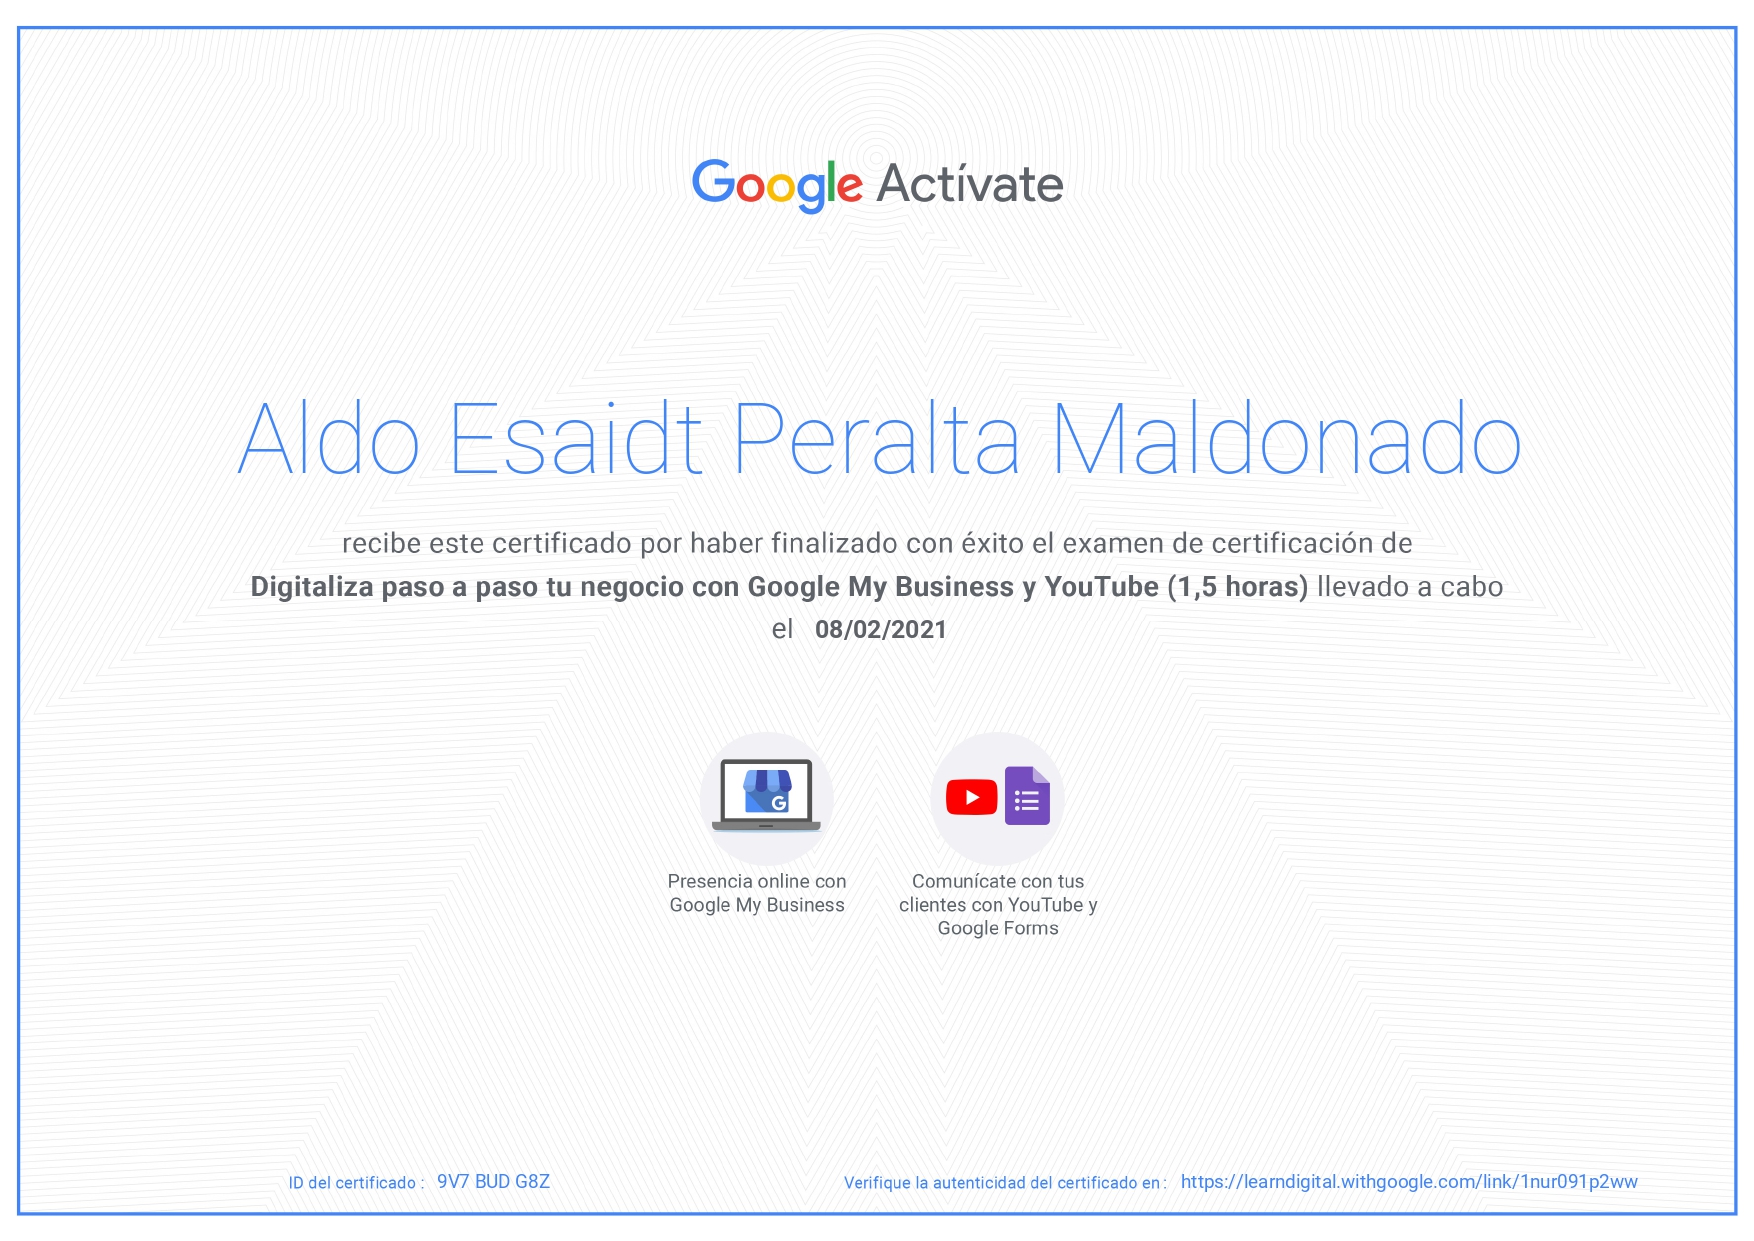 Google Actívate
Aldo Esaidt Peralta Maldonado
recibe este certificado por haber finalizado con éxito el examen de certificación de
Digitaliza paso a paso tu negocio con Google My Business y YouTube (1,5 horas) llevado a cabo
el 08/02/2021
G
Presencia online con
Google My Business
Comunícate con tus
clientes con YouTube y
Google Forms
ID del certificado : 9V7 BUD G8Z
Verifique la autenticidad del certificado en : https://learndigital.withgoogle.com/link/1nur091p2ww